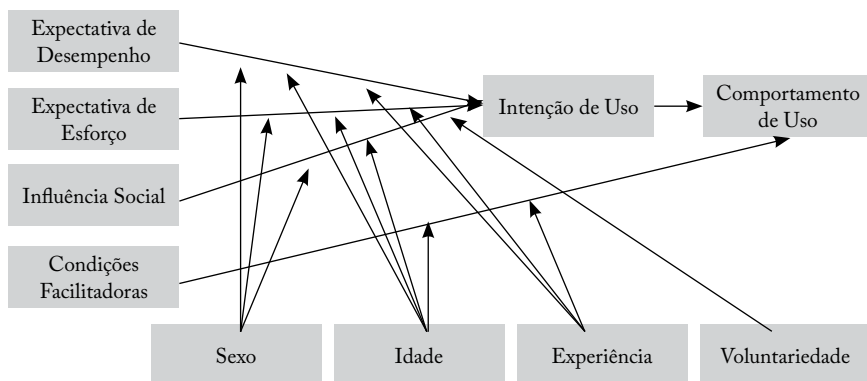 Expectativa de
Desempenho
Expectativa de
Esforço
Influência Social
Condições
Facilitadoras
Intenção de Uso
Comportamento
de Uso
Sexo
Idade
Experiência
Voluntariedade